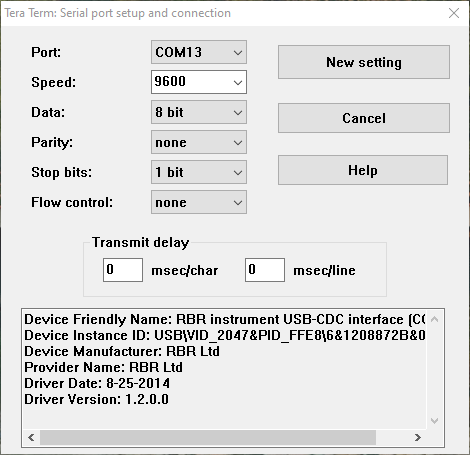 Tera Term: Serial port setup and connection
Port: COM13 New setting
Speed: 9600
Data: 8 bit Cancel
Parity: none
Stop bits: 1 bit Help
Flow control: none
Transmit delay
0 msec/char 0 msec/line
Device Friendly Name: RBR instrument USB-CDC interface (CO
Device Instance ID: USB\VID_2047&PID_FFE8\6&1208872B&0
Device Manufacturer: RBR Ltd
Provider Name: RBR Ltd
Driver Date: 8-25-2014
Driver Version: 1.2.0.0